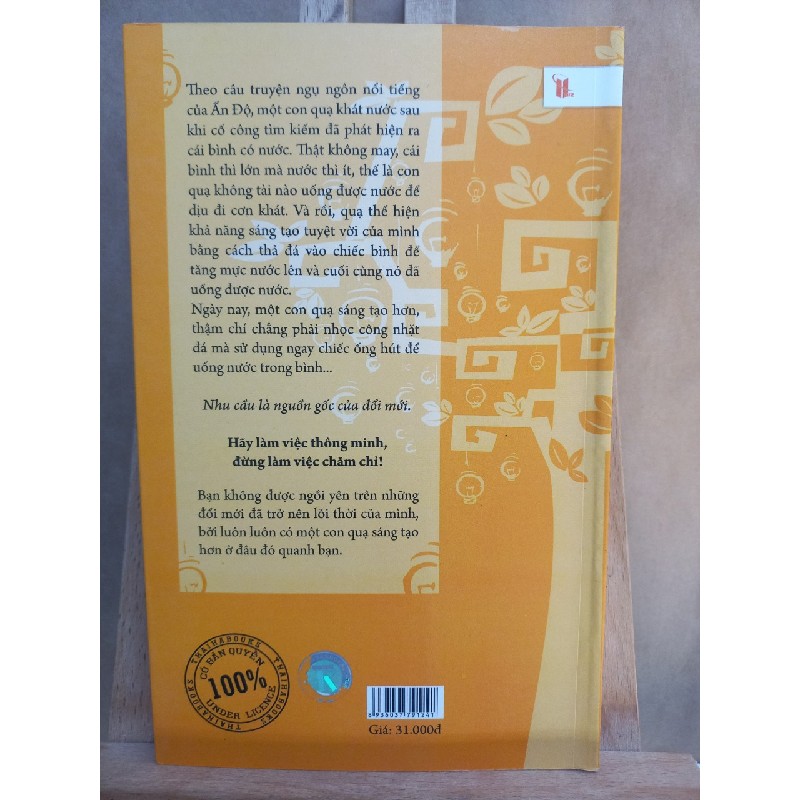 Theo câu truyện ngụ ngôn nổi tiếng
của Ấn Độ, một con quạ khát nước sau
khi cố công tìm kiếm đã phát hiện ra
cái bình có nước. Thật không may, cái
bình thì lớn mà nước thì ít, thế là con
quạ không tài nào uống được nước để
dịu đi cơn khát. Và rồi, quạ thể hiện
khả năng sáng tạo tuyệt vời của mình
bằng cách thả đá vào chiếc bình để
tăng mực nước lên và cuối cùng nó đã
uống được nước.
Ngày nay, một con quạ sáng tạo hơn,
thậm chí chẳng phải nhọc công nhặt
đá mà sử dụng ngay chiếc ống hút để
uống nước trong bình...
Nhu cầu là nguồn gốc của đổi mới.
Hãy làm việc thông minh,
đừng làm việc chăm chỉ!
Bạn không được ngồi yên trên những
đổi mới đã trở nên lỗi thời của mình,
bởi luôn luôn có một con quạ sáng tạo
hơn ở đâu đó quanh bạn.
THAIHABOOKS
CÓ BẢN QUYỀN
100%
UNDER LICENCE
THAIHABOOKS
THAIHABOOKS
8 935037 791241
Giá: 31.000đ